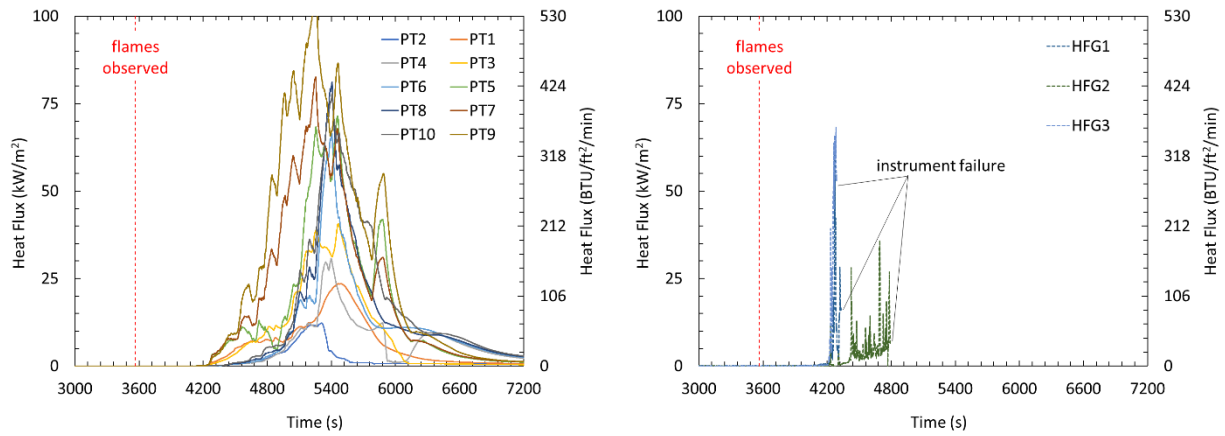 100
75
50
25
0
Heat Flux (kW/m²)
flames
observed
PT2
PT1
PT4
PT3
PT6
PT5
PT8
PT7
PT10
PT9
530
424
318
212
106
0
Heat Flux (BTU/ft²/min)
3000 3600 4200 4800 5400 6000 6600 7200
Time (s)
100
75
50
25
0
Heat Flux (kW/m²)
flames
observed
HFG1
HFG2
HFG3
instrument failure
530
424
318
212
106
0
Heat Flux (BTU/ft²/min)
3000 3600 4200 4800 5400 6000 6600 7200
Time (s)